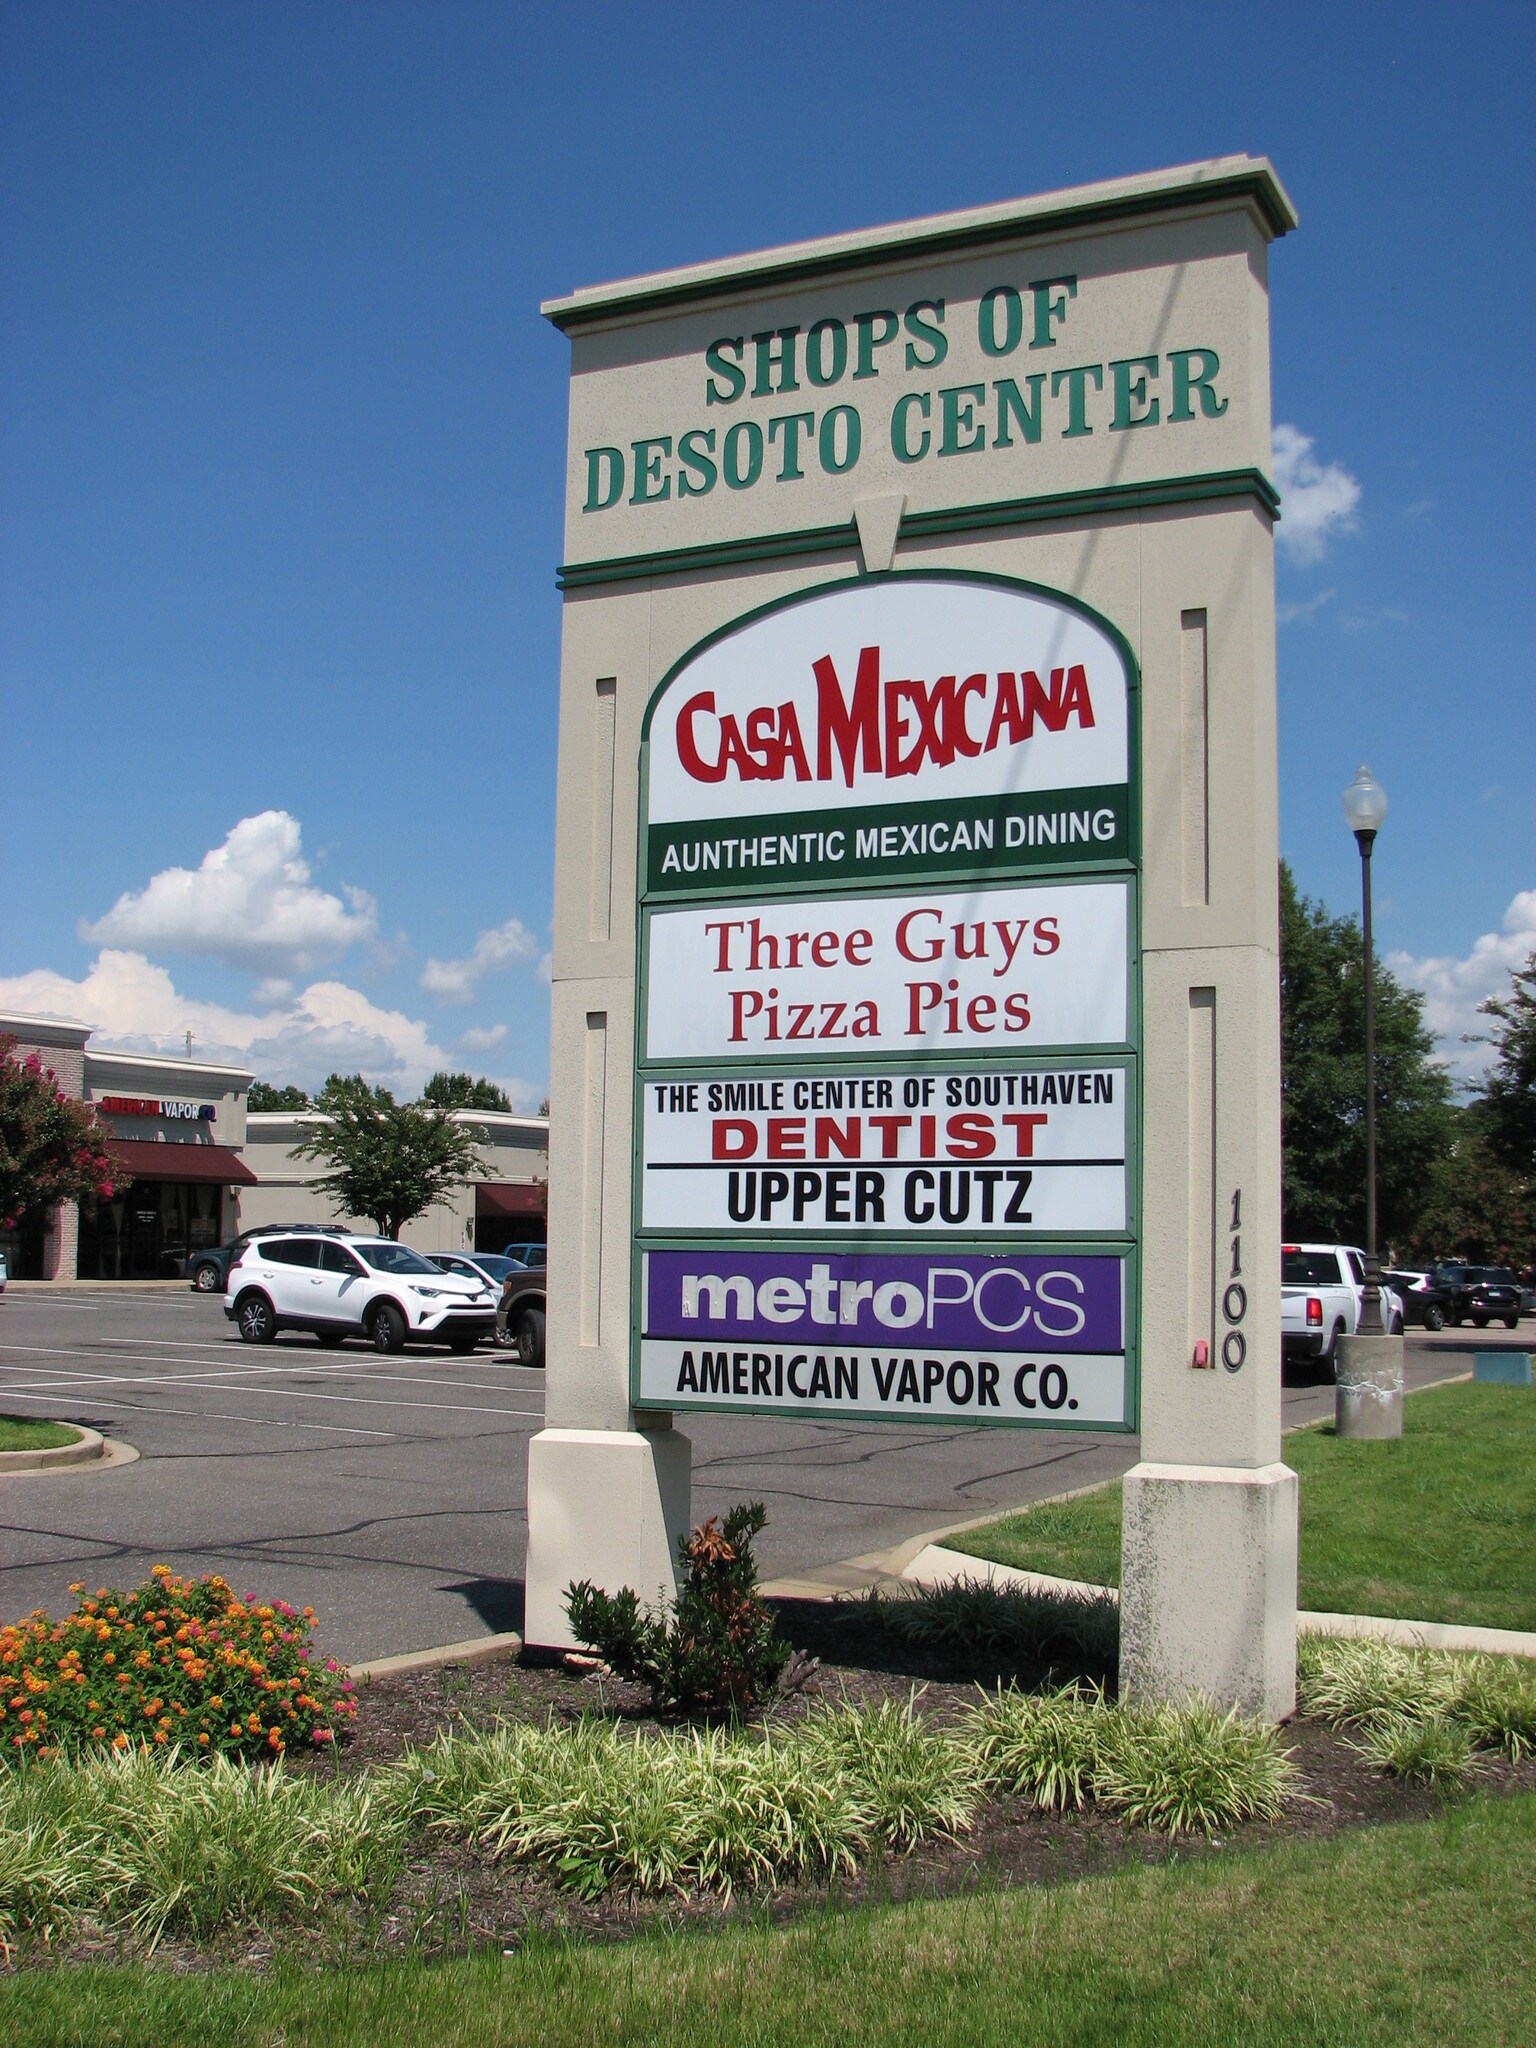 SHOPS OF
DESOTO CENTER
CASA MEXICANA
AUNTHENTIC MEXICAN DINING
Three Guys
Pizza Pies
THE SMILE CENTER OF SOUTHAVEN
DENTIST
UPPER CUTZ
metroPCS
AMERICAN VAPOR CO.
1100
AMERICAN VAPOR CO